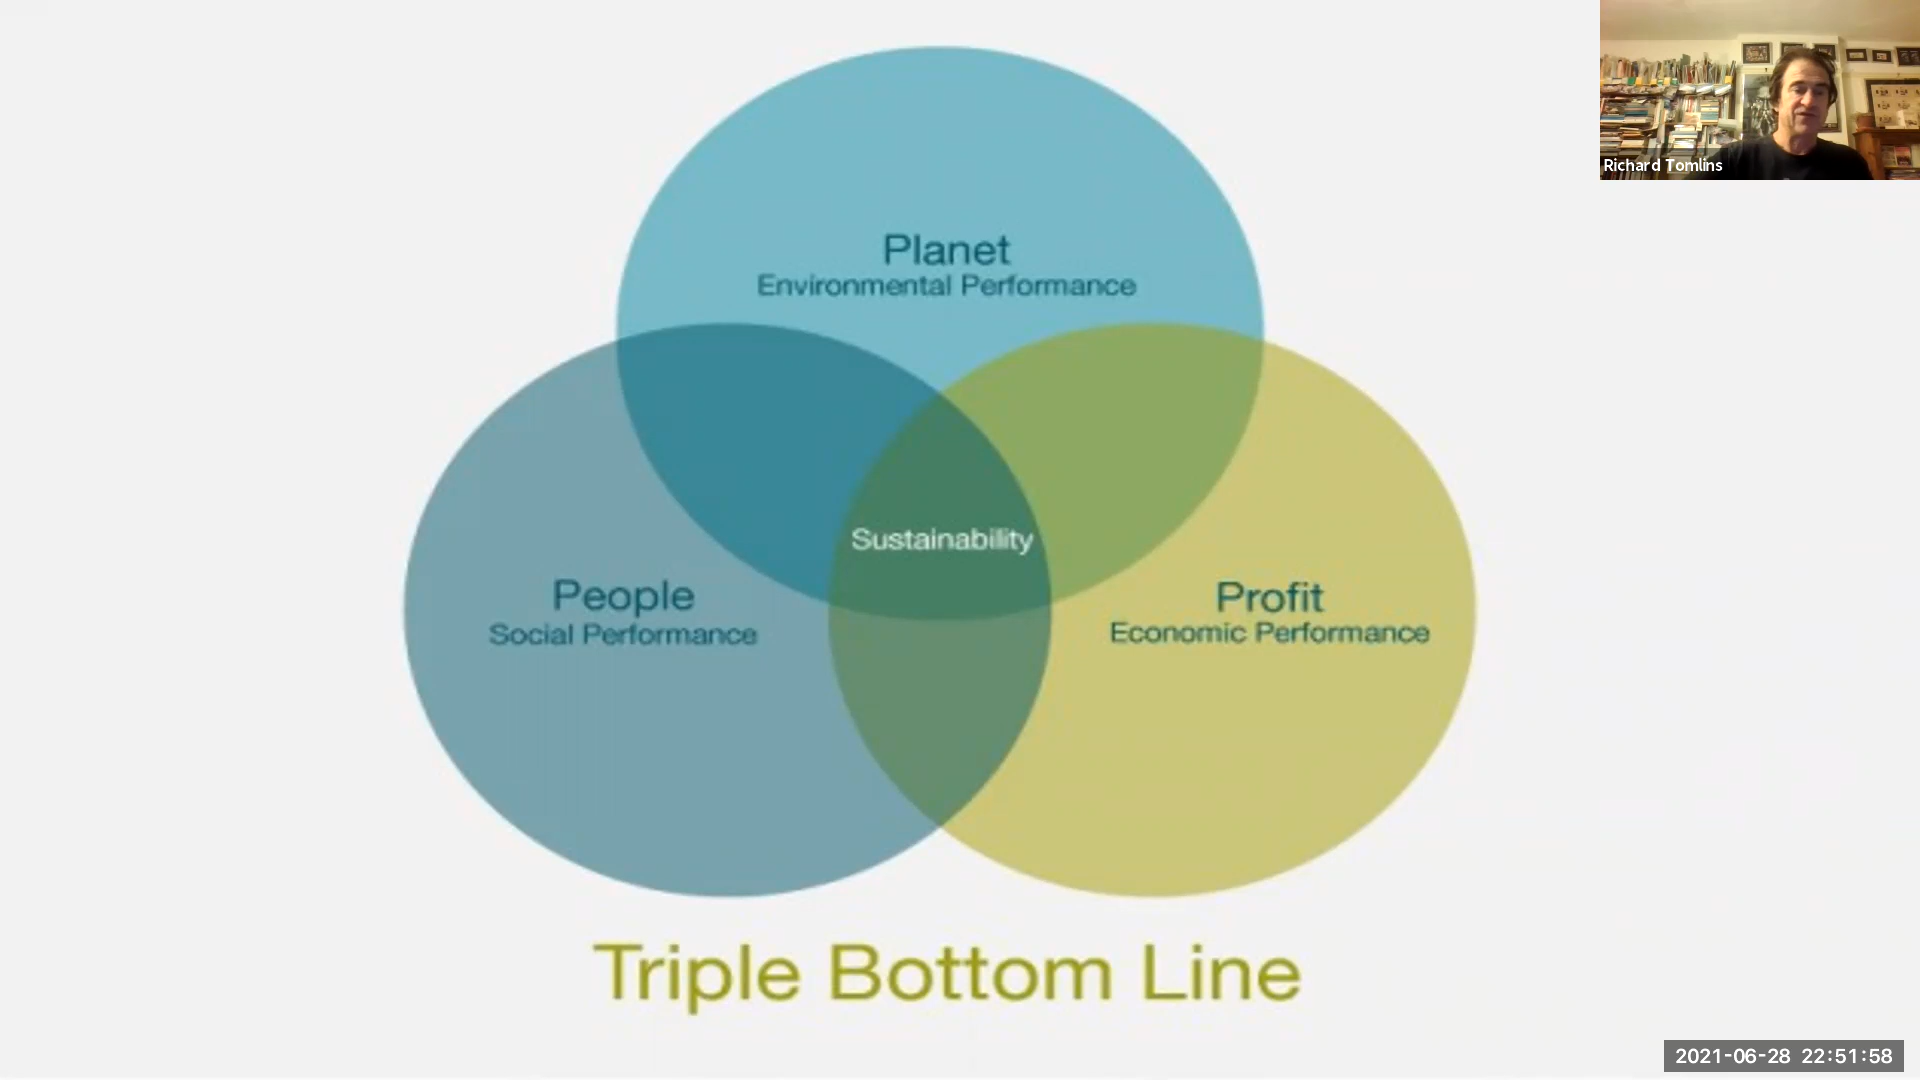 Richard Tomlins
Planet
Environmental Performance
Sustainability
People
Social Performance
Profit
Economic Performance
Triple Bottom Line
2021-06-28 22:51:58